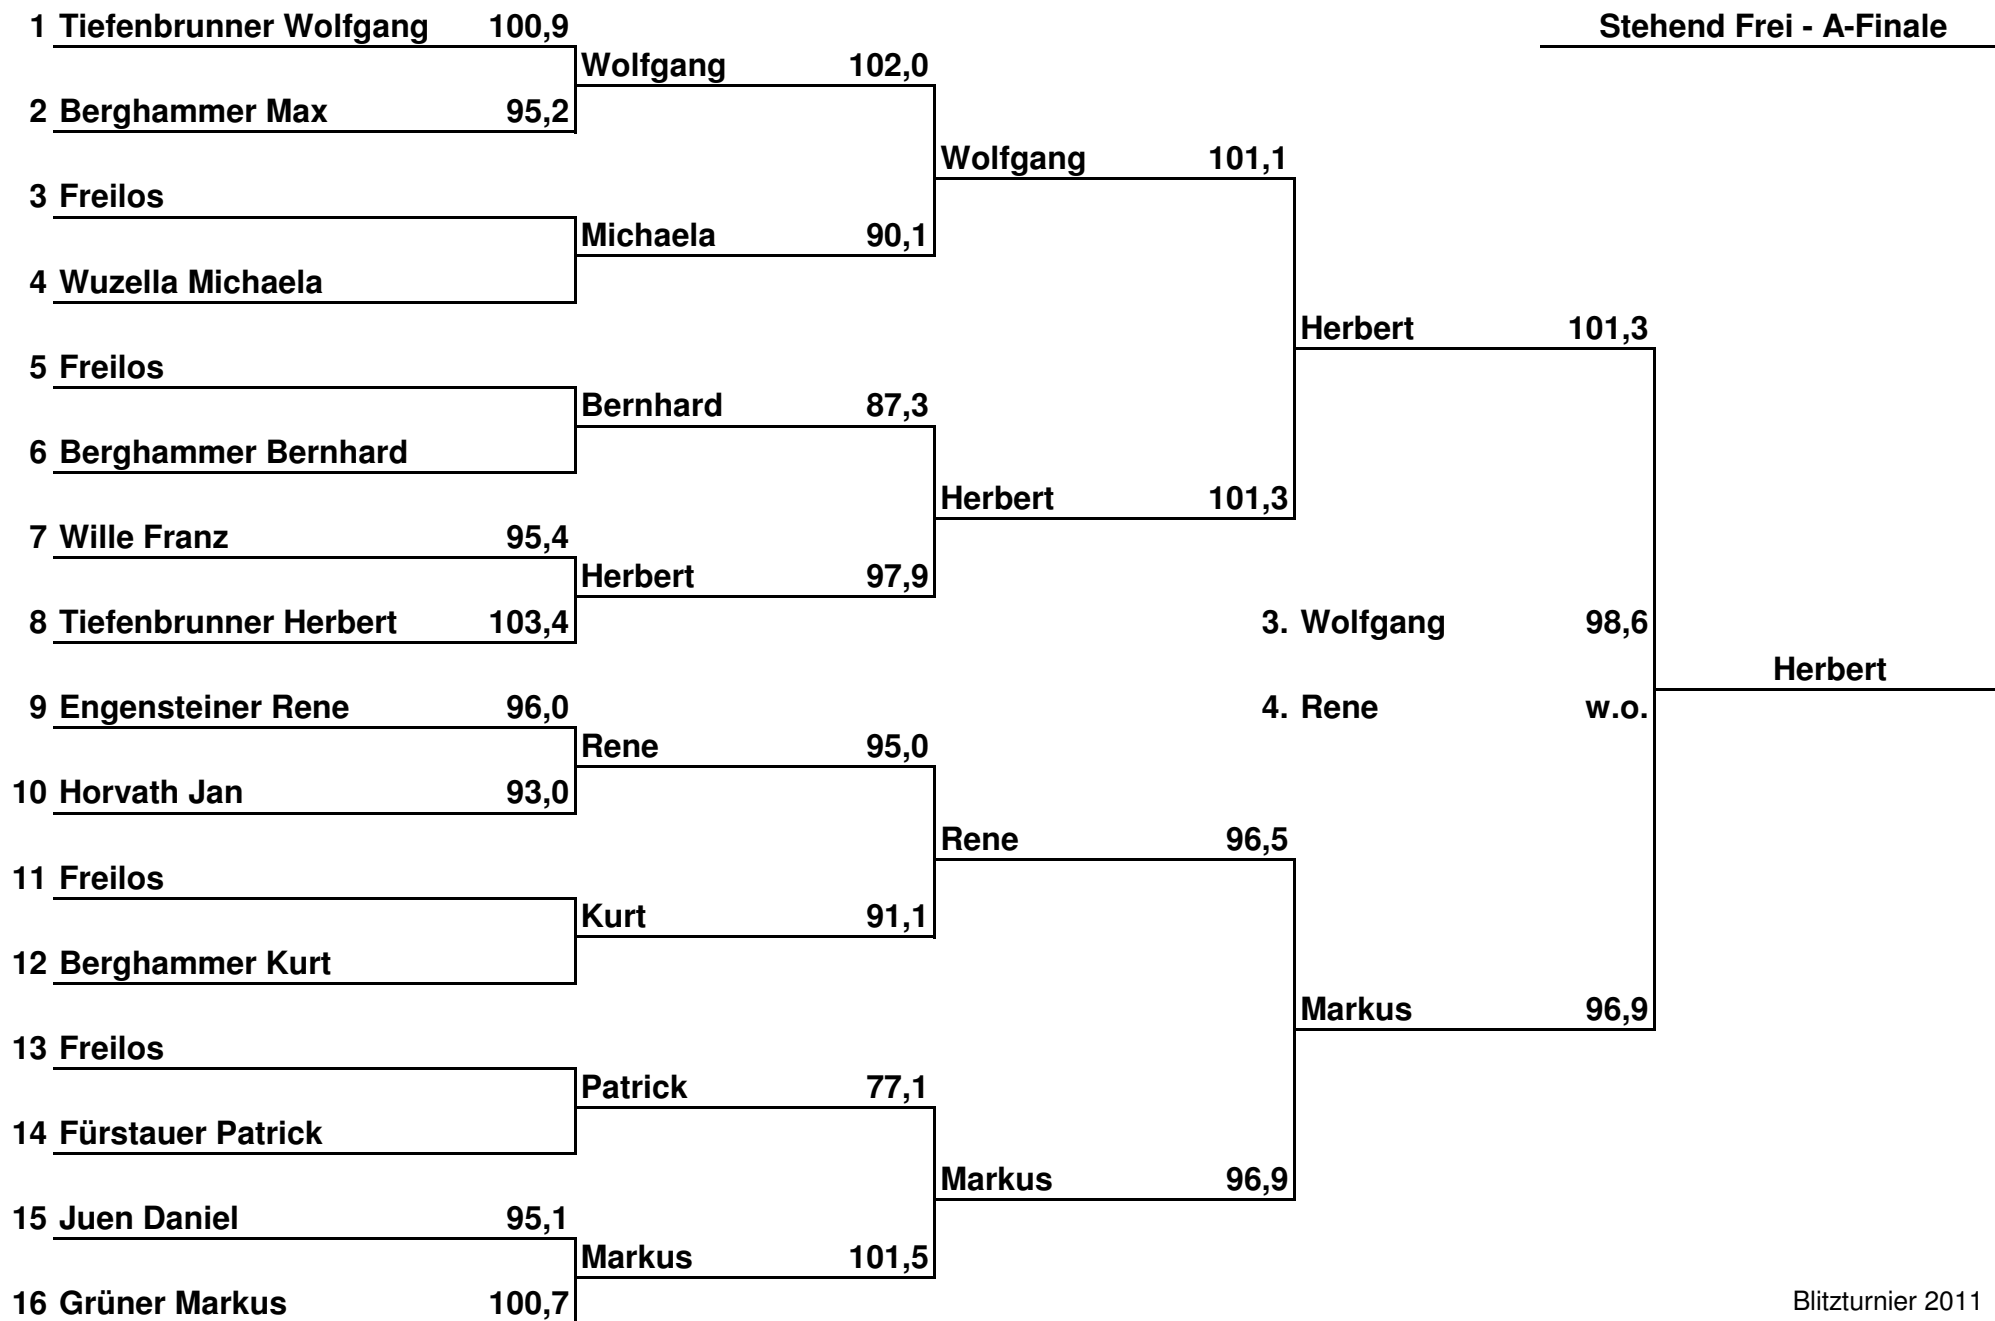 1 Tiefenbrunner Wolfgang 100,9
Stehend Frei - A-Finale
Wolfgang 102,0
2 Berghammer Max 95,2
Wolfgang 101,1
3 Freilos
Michaela 90,1
4 Wuzella Michaela
Herbert 101,3
5 Freilos
Bernhard 87,3
6 Berghammer Bernhard
Herbert 101,3
7 Wille Franz 95,4
Herbert 97,9
8 Tiefenbrunner Herbert 103,4
3. Wolfgang 98,6
Herbert
9 Engensteiner Rene 96,0
4. Rene w.o.
Rene 95,0
10 Horvath Jan 93,0
Rene 96,5
11 Freilos
Kurt 91,1
12 Berghammer Kurt
Markus 96,9
13 Freilos
Patrick 77,1
14 Fürstauer Patrick
Markus 96,9
15 Juen Daniel 95,1
Markus 101,5
16 Grüner Markus 100,7
Blitzturnier 2011